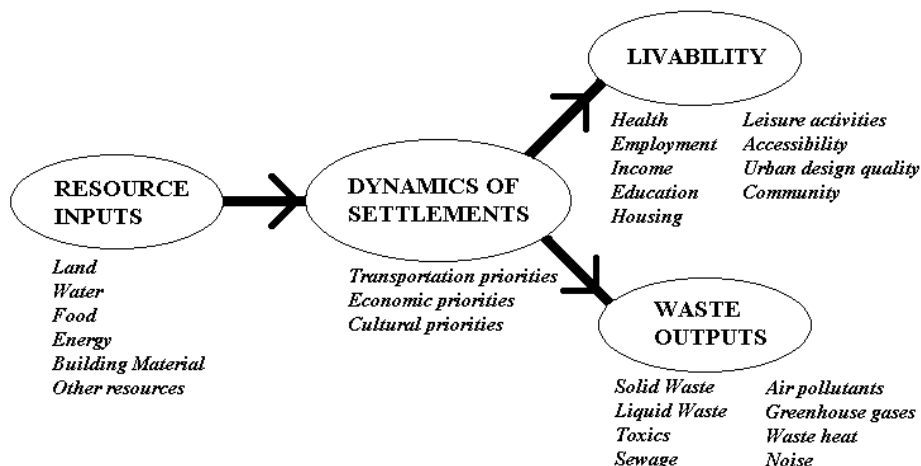 RESOURCE
INPUTS
Land
Water
Food
Energy
Building Material
Other resources
DYNAMICS OF
SETTLEMENTS
Transportation priorities
Economic priorities
Cultural priorities
LIVABILITY
Health
Employment
Income
Education
Housing
Leisure activities
Accessibility
Urban design quality
Community
WASTE
OUTPUTS
Solid Waste
Liquid Waste
Toxics
Sewage
Air pollutants
Greenhouse gases
Waste heat
Noise